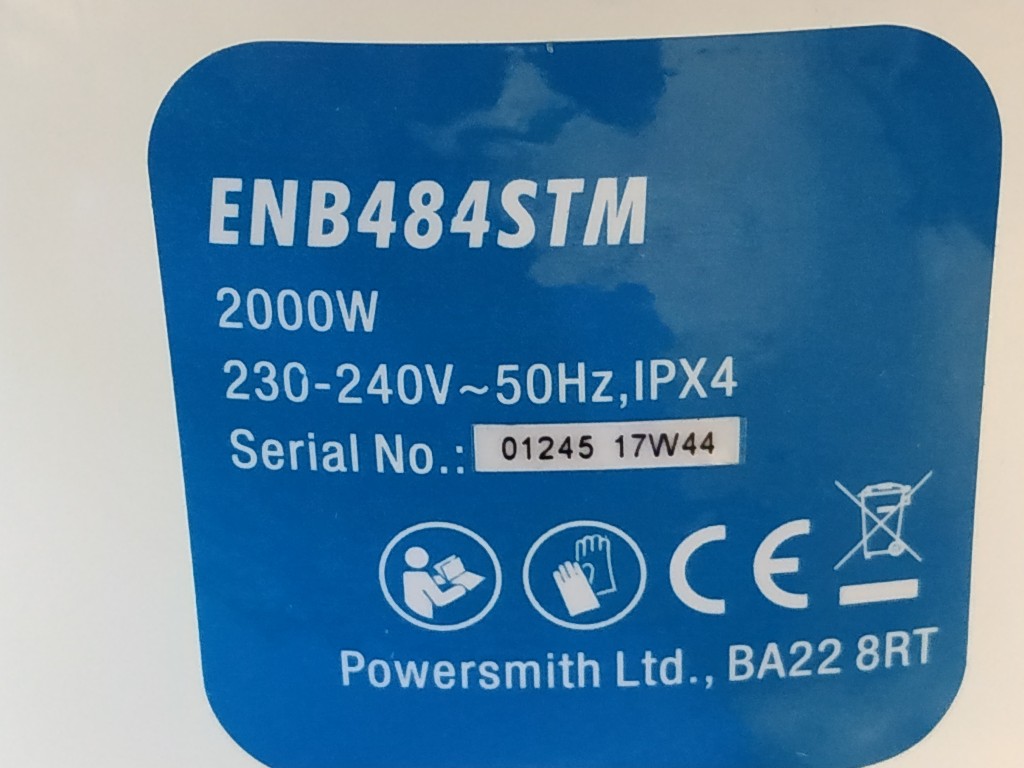 ENB484STM
2000W
230-240V~50Hz,IPX4
Serial No.: 01245 17W44
CE
Powersmith Ltd., BA22 8RT